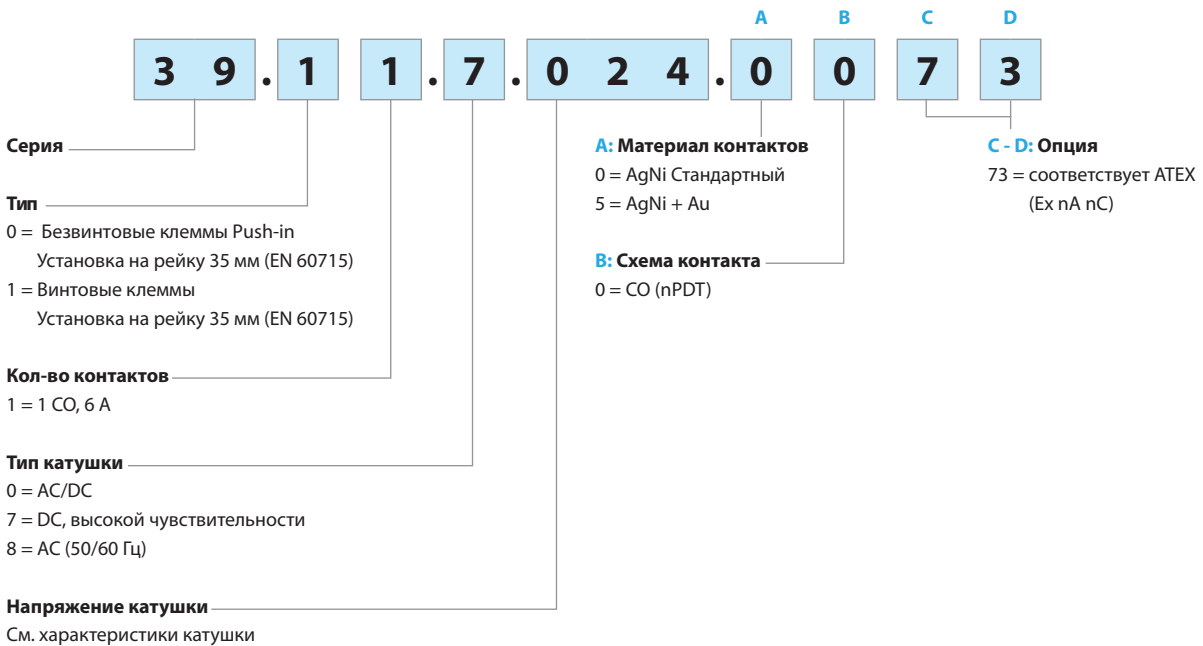 A B C D
3 9 . 1 1 . 7 . 0 2 4 . 0 0 7 3
Серия
Тип
0 = Безвинтовые клеммы Push-in
Установка на рейку 35 мм (EN 60715)
1 = Винтовые клеммы
Установка на рейку 35 мм (EN 60715)
Кол-во контактов
1 = 1 CO, 6 A
Тип катушки
0 = AC/DC
7 = DC, высокой чувствительности
8 = AC (50/60 Гц)
Напряжение катушки
См. характеристики катушки
A: Материал контактов
0 = AgNi Стандартный
5 = AgNi + Au
B: Схема контакта
0 = CO (nPDT)
C - D: Опция
73 = соответствует ATEX
(Ex nA nC)